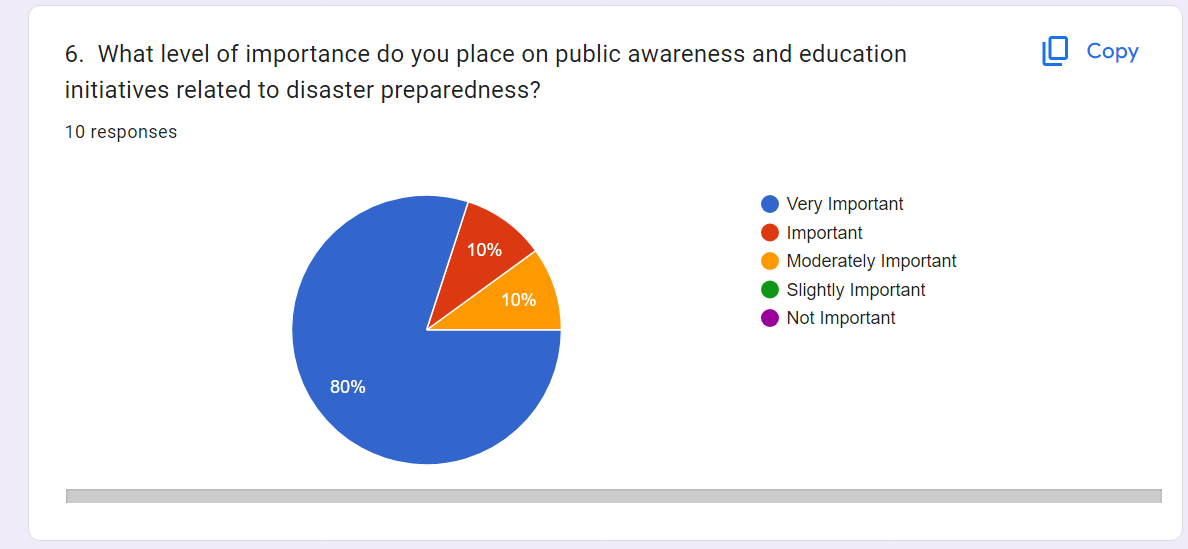 6. What level of importance do you place on public awareness and education
initiatives related to disaster preparedness?
Copy
10 responses
10%
10%
80%
Very Important
Important
Moderately Important
Slightly Important
Not Important